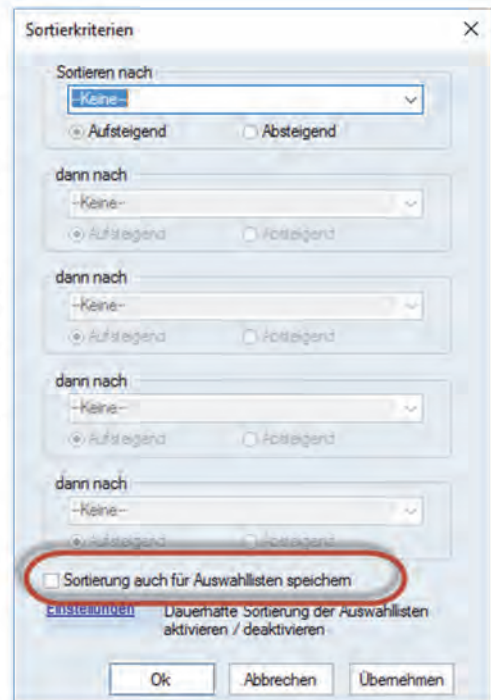 Sortierkriterien
Sortieren nach
--Keine--
Aufsteigend Absteigend
dann nach
--Keine--
Aufsteigend Absteigend
dann nach
--Keine--
Aufsteigend Absteigend
dann nach
--Keine--
Aufsteigend Absteigend
dann nach
--Keine--
Aufsteigend Absteigend
Sortierung auch für Auswahllisten speichern
Einstellungen Dauerhafte Sortierung der Auswahllisten
aktivieren / deaktivieren
Ok Abbrechen Übernehmen